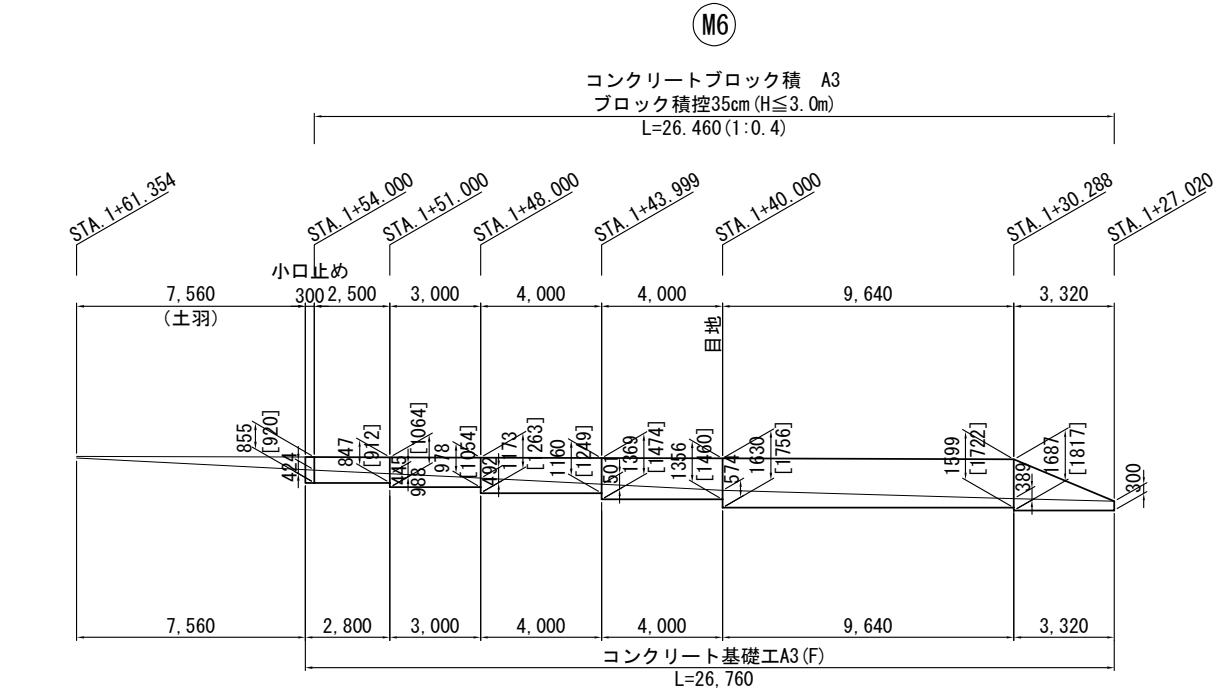 M6
コンクリートブロック積　A3
ブロック積控35cm(H≦3.0m)
L=26.460(1:0.4)
STA.1+61.354
STA.1+54.000
STA.1+51.000
STA.1+48.000
STA.1+43.999
STA.1+40.000
STA.1+30.288
STA.1+27.020
小口止め
7,560 300 2,500 3,000 4,000 4,000 9,640 3,320
(土羽)
目地
855
[920]
424
847
[912]
445
988
[1064]
978
[1054]
492
1173
[1263]
1160
[1249]
501
1369
[1474]
1356
[1460]
574
1630
[1756]
1599
[1722]
389
1687
[1817]
300
7,560 2,800 3,000 4,000 4,000 9,640 3,320
コンクリート基礎工A3(F)
L=26,760